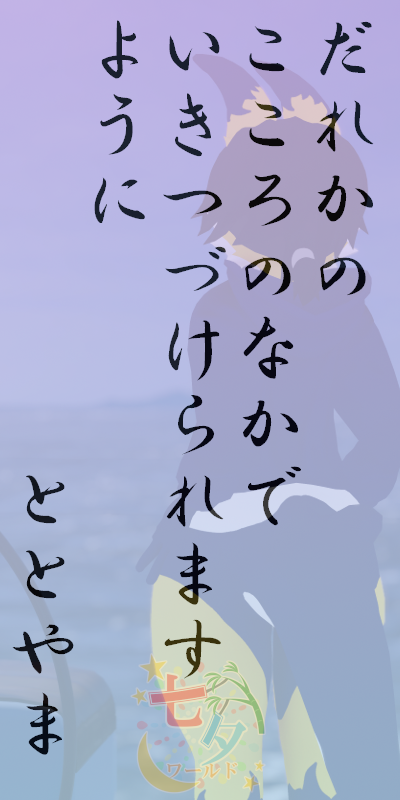 だれかの
こころのなかで
いきつづけられます
ように
ととやま
七夕
ワールド